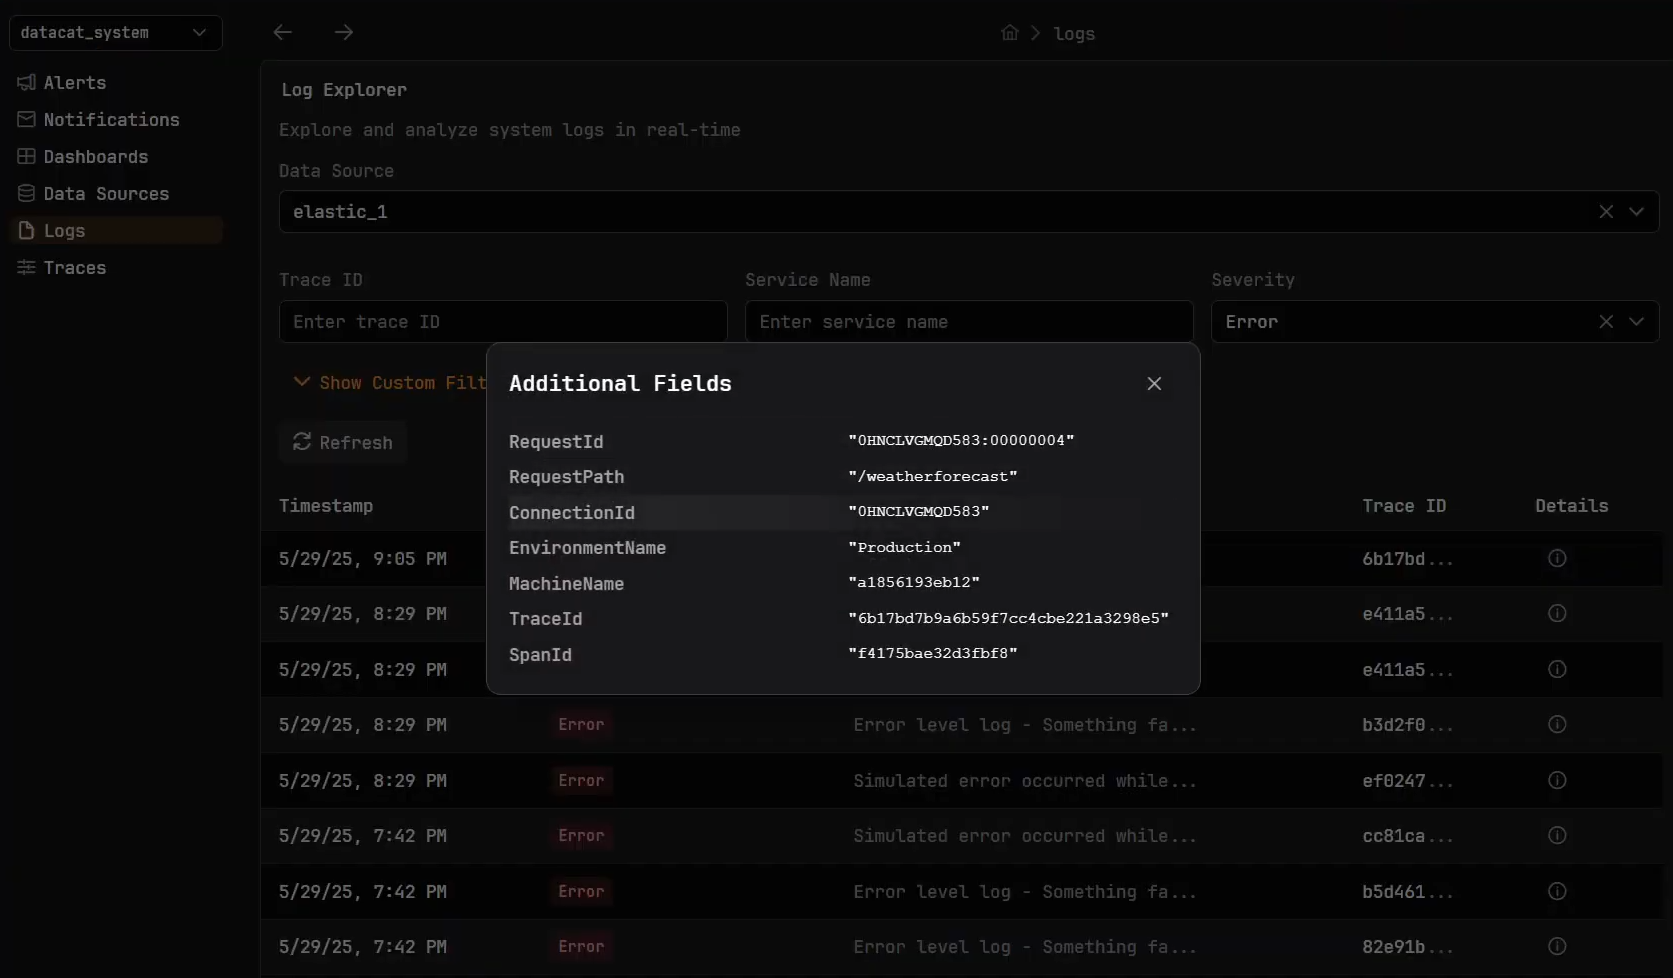 datacat_system
logs
Alerts
Notifications
Dashboards
Data Sources
Logs
Traces
Log Explorer
Explore and analyze system logs in real-time
Data Source
elastic_1
Trace ID
Service Name
Severity
Enter trace ID
Enter service name
Error
Show Custom Filt
Refresh
Additional Fields
RequestId "0HNCLVGMQD583:00000004"
RequestPath "/weatherforecast"
ConnectionId "0HNCLVGMQD583"
EnvironmentName "Production"
MachineName "a1856193eb12"
TraceId "6b17bd7b9a6b59f7cc4cbe221a3298e5"
SpanId "f4175bae32d3fbf8"
Timestamp Trace ID Details
5/29/25, 9:05 PM 6b17bd...
5/29/25, 8:29 PM e411a5...
5/29/25, 8:29 PM e411a5...
5/29/25, 8:29 PM Error Error level log - Something fa... b3d2f0...
5/29/25, 8:29 PM Error Simulated error occurred while... ef0247...
5/29/25, 7:42 PM Error Simulated error occurred while... cc81ca...
5/29/25, 7:42 PM Error Error level log - Something fa... b5d461...
5/29/25, 7:42 PM Error Error level log - Something fa... 82e91b...